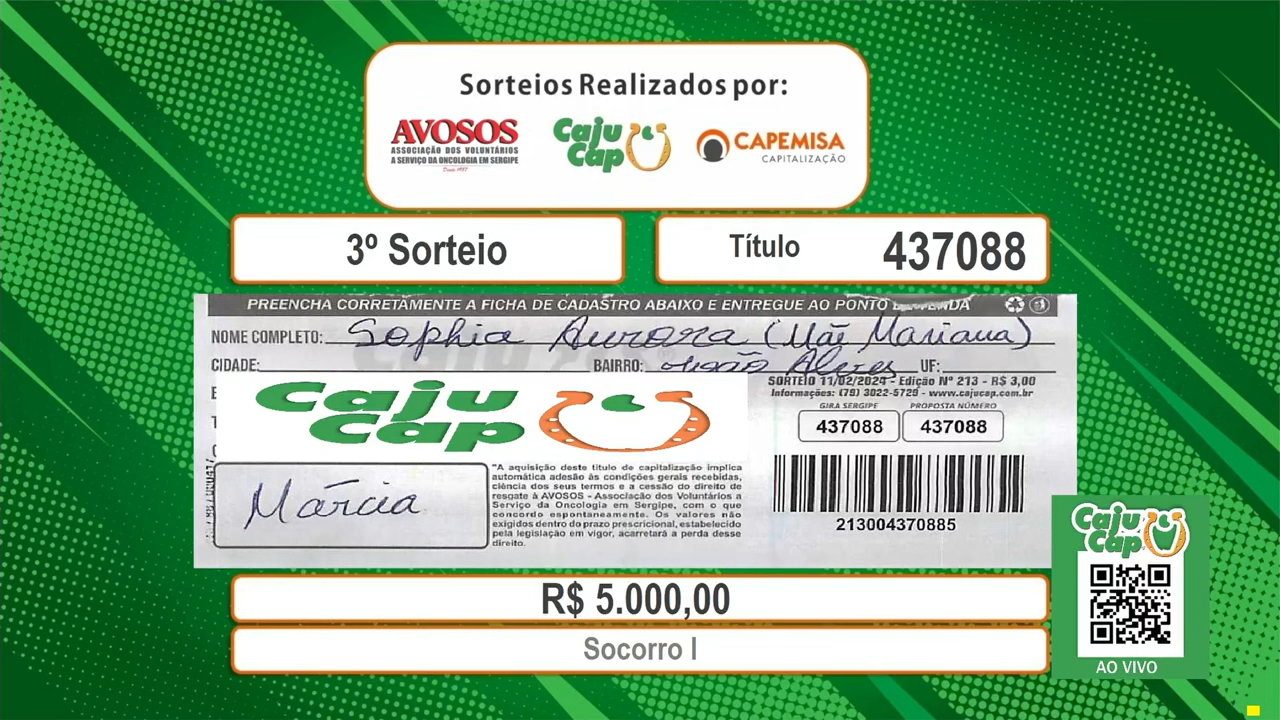 Sorteios Realizados por:
AVOSOS
ASSOCIAÇÃO DOS VOLUNTÁRIOS
A SERVIÇO DA ONCOLOGIA EM SERGIPE
Desde 1987
Caju
Cap
CAPEMISA
CAPITALIZAÇÃO
3º Sorteio
Título 437088
PREENCHA CORRETAMENTE A FICHA DE CADASTRO ABAIXO E ENTREGUE AO PONTO
NOME COMPLETO: Sophia Aurora (Mãe Mariana)
CIDADE: BAIRRO: João Alves UF:
SORTEIO 11/02/2024 - Edição Nº 213 - R$ 3,00
Informações: (79) 3022-5729 - www.cajucap.com.br
GIRA SERGIPE PROPOSTA NÚMERO
437088 437088
Caju
Cap
Márcia
"A aquisição deste título de capitalização implica
automática adesão às condições gerais recebidas,
ciência dos seus termos e a cessão do direito de
resgate à AVOSOS - Associação dos Voluntários a
Serviço da Oncologia em Sergipe, com o que
concordo espontaneamente. Os valores não
exigidos dentro do prazo prescricional, estabelecido
pela legislação em vigor, acarretará a perda desse
direito.
213004370885
R$ 5.000,00
Socorro I
Caju
Cap
AO VIVO